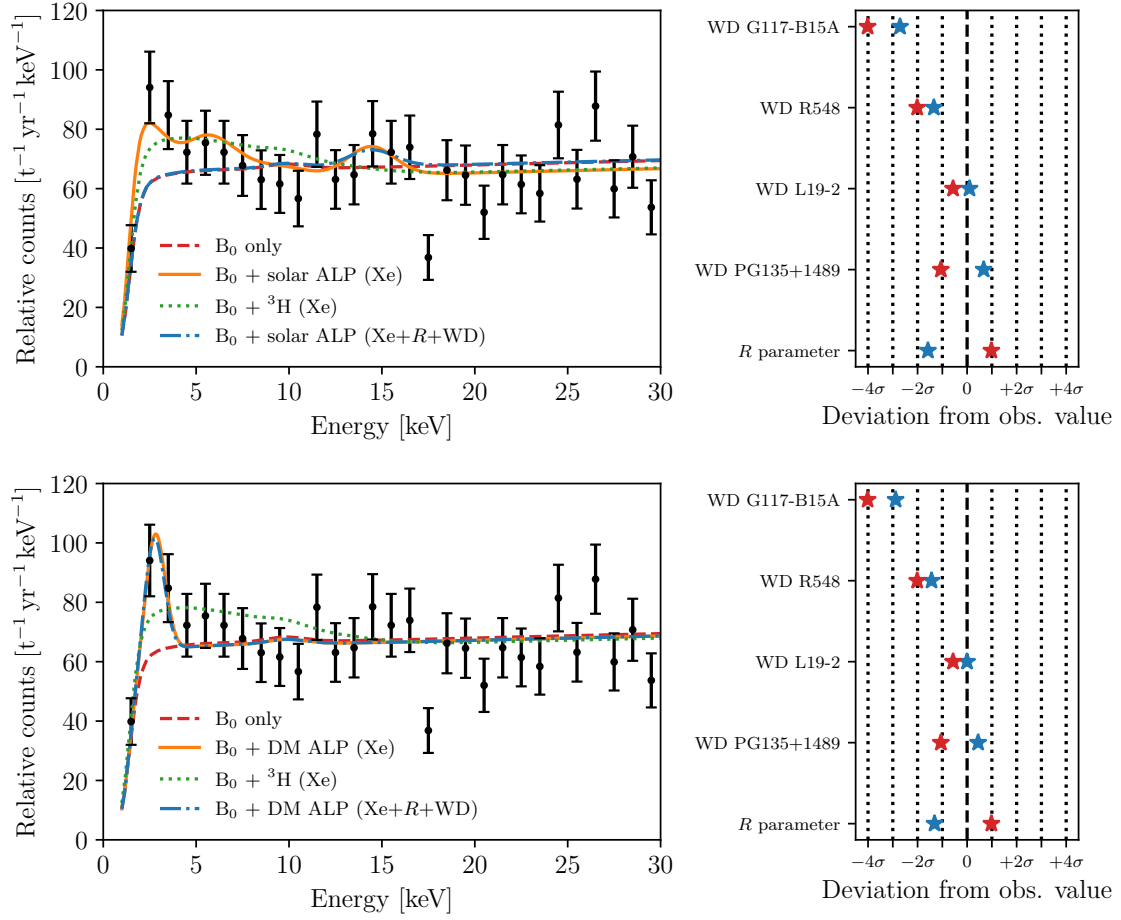 Relative counts [t⁻¹ yr⁻¹ keV⁻¹]
120
100
80
60
40
20
0
B₀ only
B₀ + solar ALP (Xe)
B₀ + ³H (Xe)
B₀ + solar ALP (Xe+R+WD)
0 5 10 15 20 25 30
Energy [keV]
WD G117-B15A
WD R548
WD L19-2
WD PG135+1489
R parameter
−4σ −2σ 0 +2σ +4σ
Deviation from obs. value
Relative counts [t⁻¹ yr⁻¹ keV⁻¹]
120
100
80
60
40
20
0
B₀ only
B₀ + DM ALP (Xe)
B₀ + ³H (Xe)
B₀ + DM ALP (Xe+R+WD)
0 5 10 15 20 25 30
Energy [keV]
WD G117-B15A
WD R548
WD L19-2
WD PG135+1489
R parameter
−4σ −2σ 0 +2σ +4σ
Deviation from obs. value